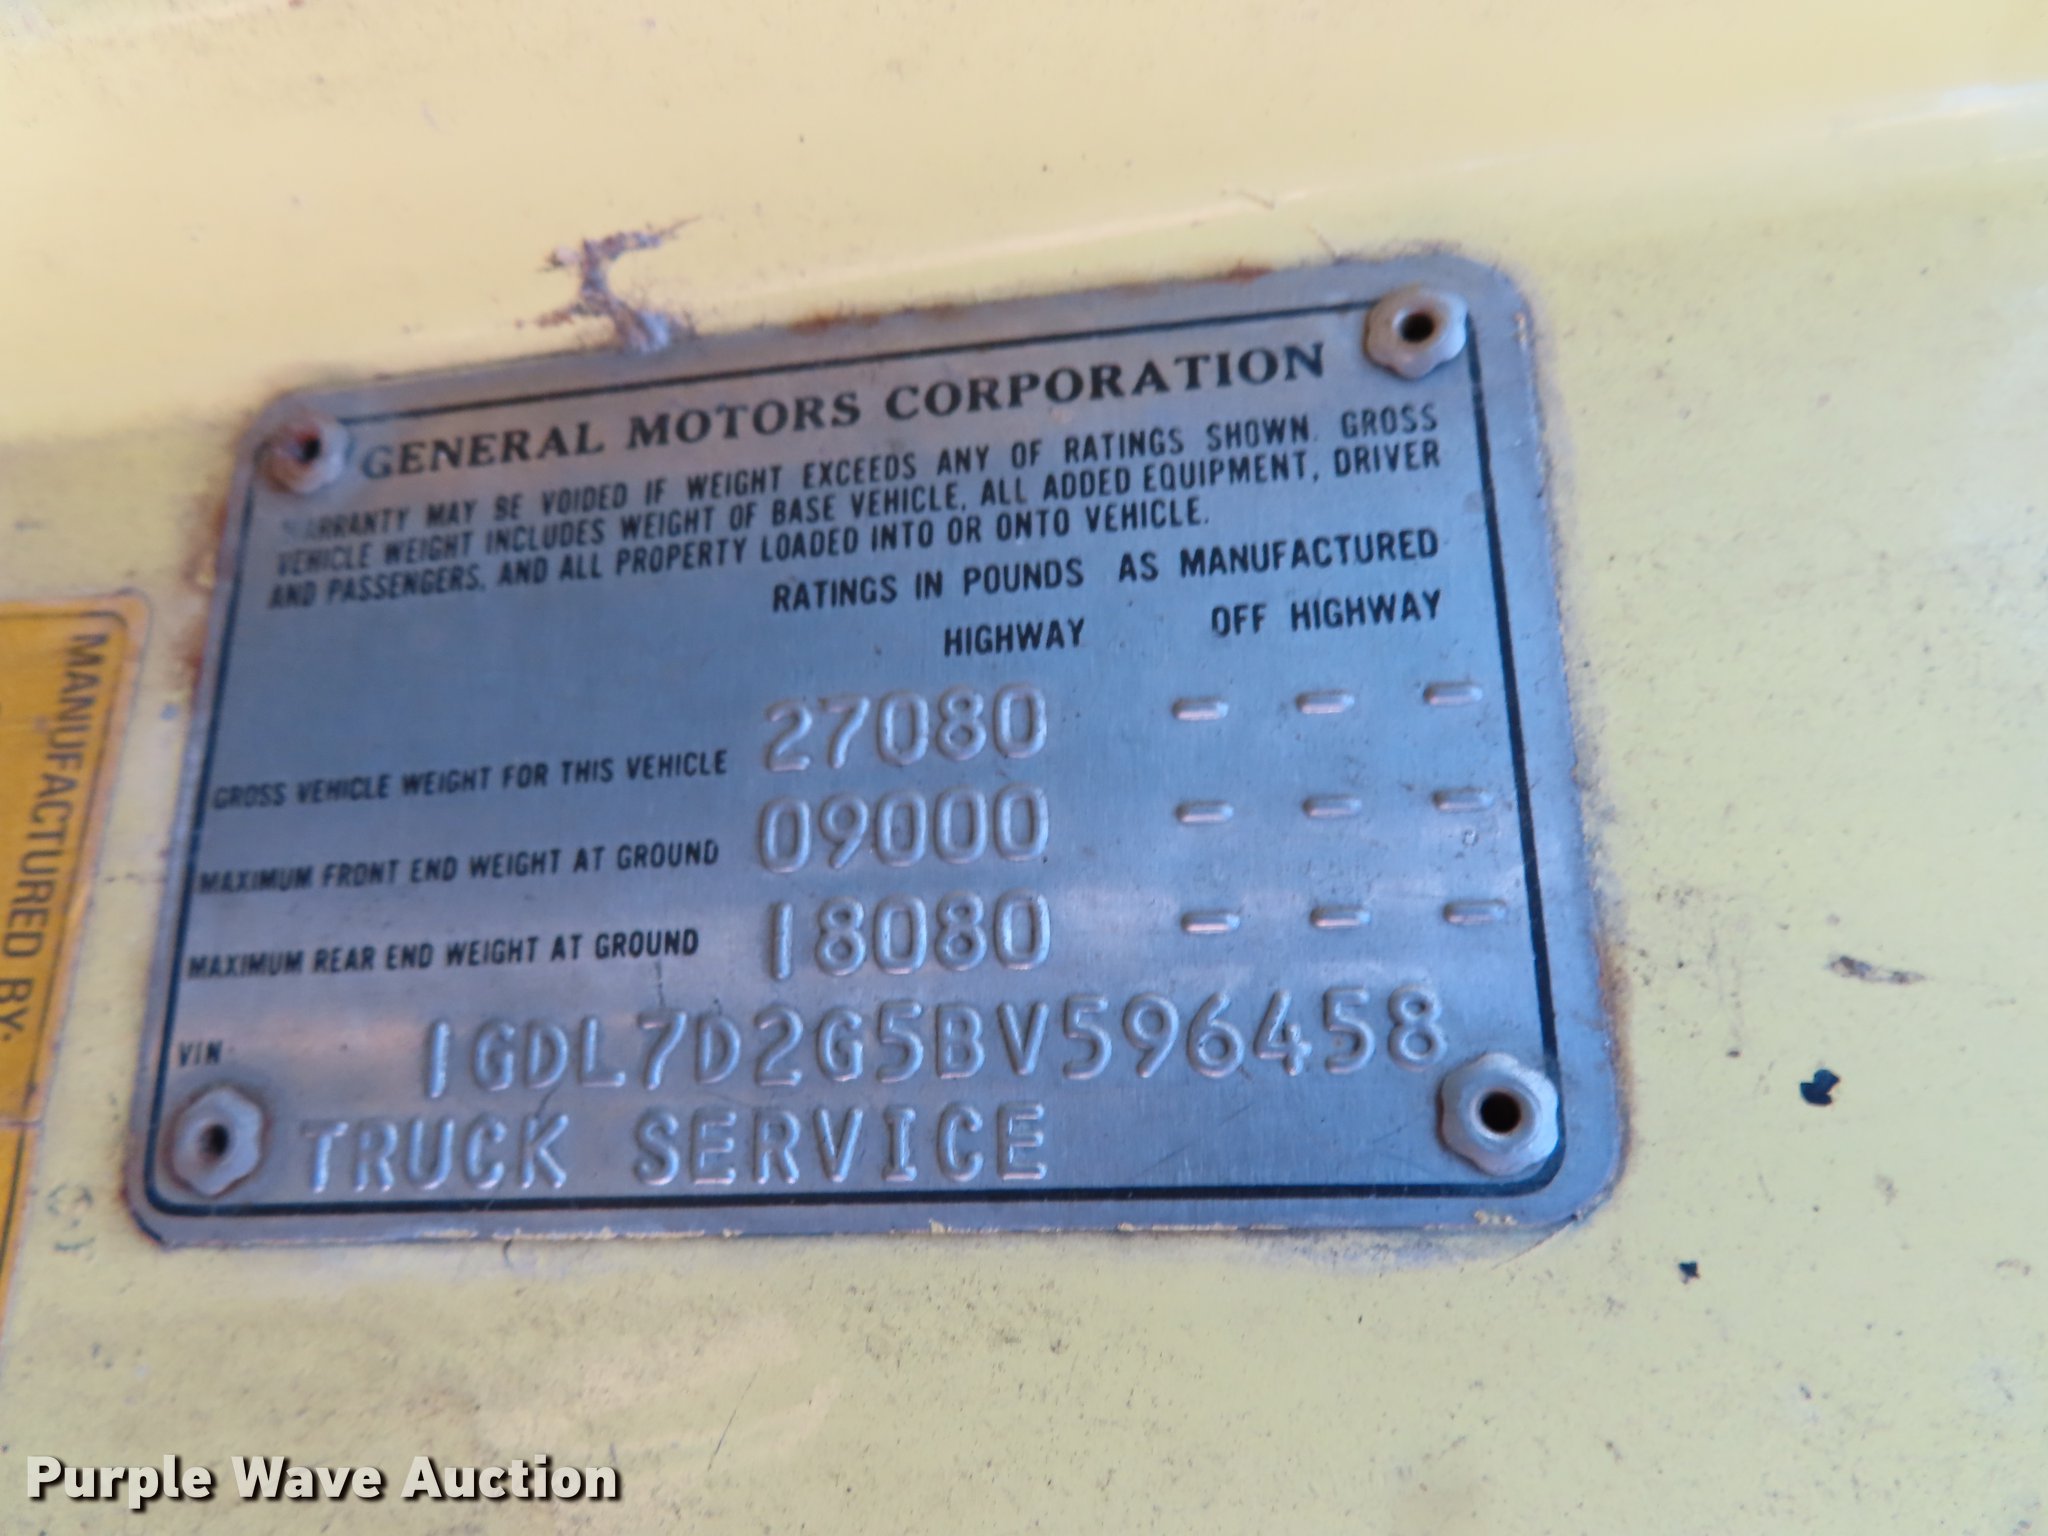 GENERAL MOTORS CORPORATION
WARRANTY MAY BE VOIDED IF WEIGHT EXCEEDS ANY OF RATINGS SHOWN. GROSS
VEHICLE WEIGHT INCLUDES WEIGHT OF BASE VEHICLE, ALL ADDED EQUIPMENT, DRIVER
AND PASSENGERS, AND ALL PROPERTY LOADED INTO OR ONTO VEHICLE.
RATINGS IN POUNDS AS MANUFACTURED
HIGHWAY OFF HIGHWAY
GROSS VEHICLE WEIGHT FOR THIS VEHICLE 27080 - - -
MAXIMUM FRONT END WEIGHT AT GROUND 09000 - - -
MAXIMUM REAR END WEIGHT AT GROUND 18080 - - -
VIN 1GDL7D2G5BV596458
TRUCK SERVICE
MANUFACTURED BY
Purple Wave Auction